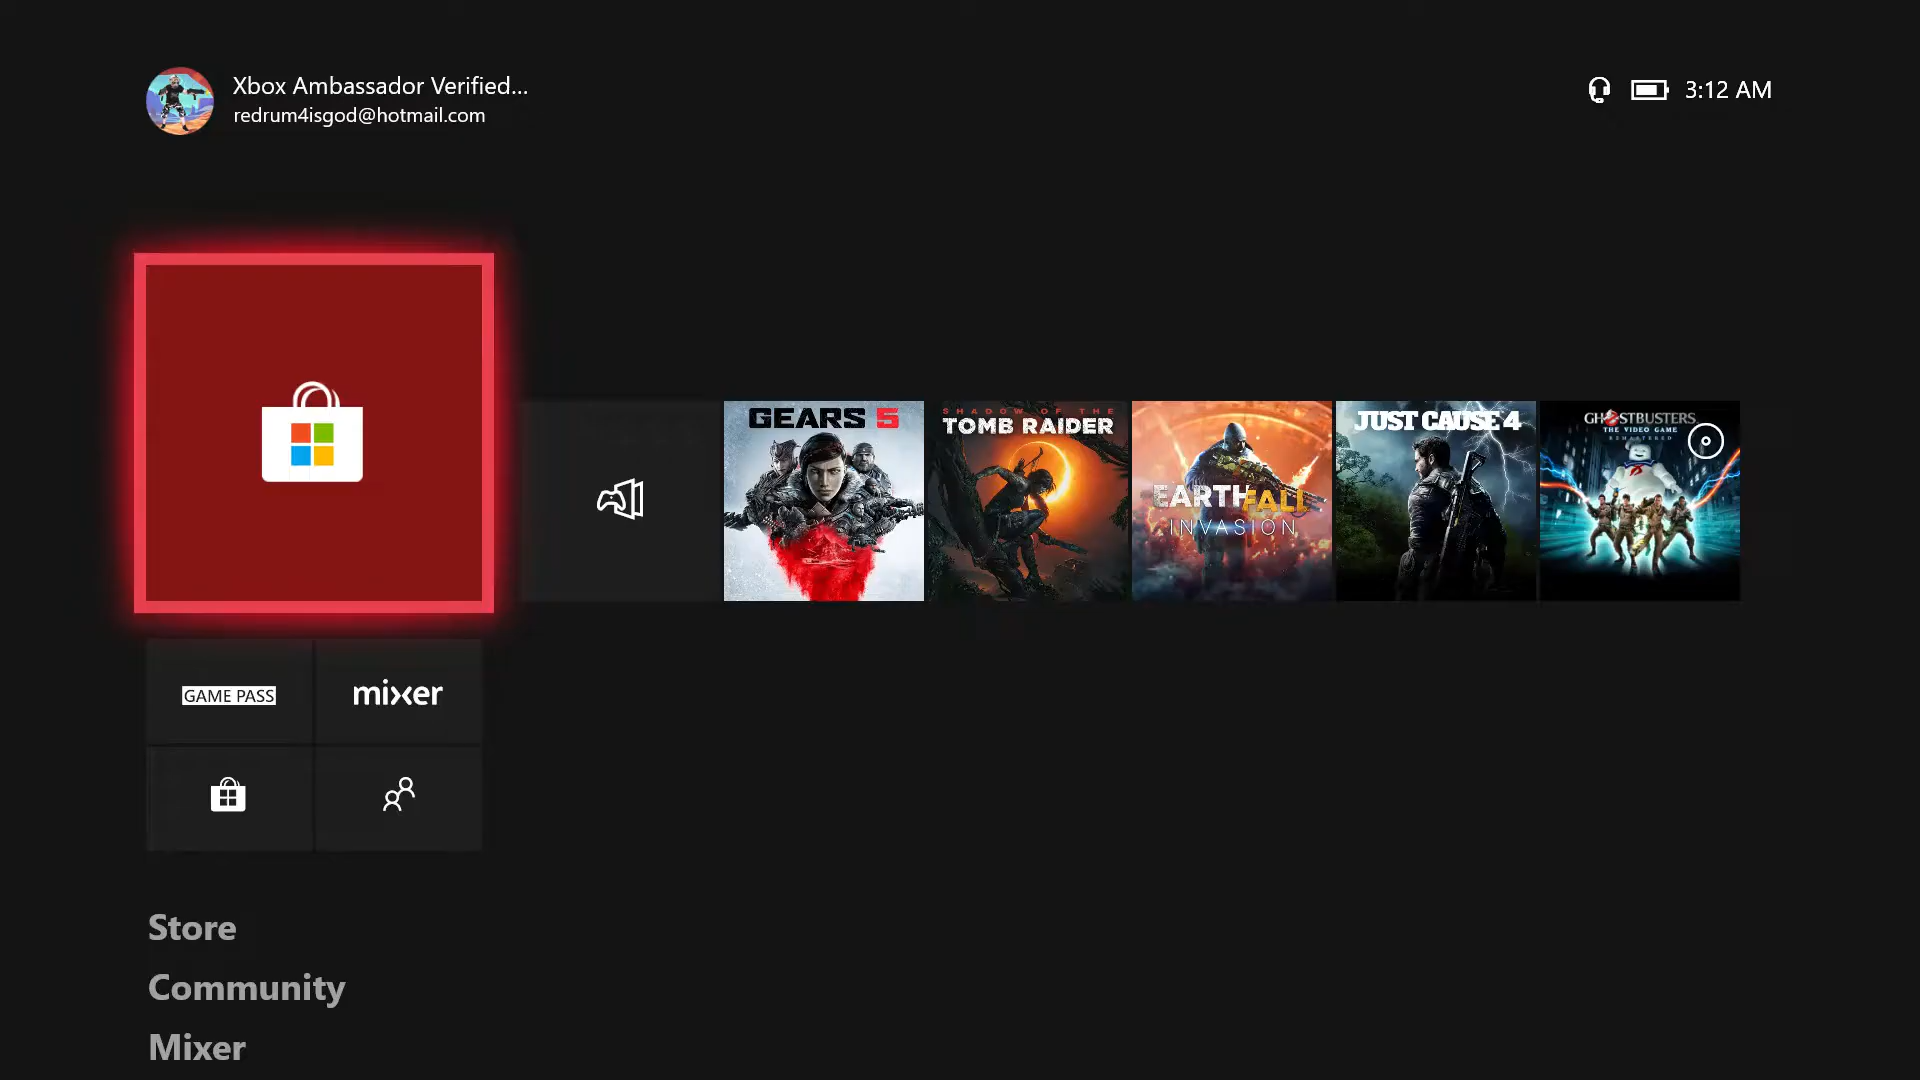 Xbox Ambassador Verified...
redrum4isgod@hotmail.com
3:12 AM
GEARS 5
SHADOW OF THE
TOMB RAIDER
EARTHFALL
INVASION
JUST CAUSE 4
GHOSTBUSTERS
THE VIDEO GAME
REMASTERED
GAME PASS
mixer
Store
Community
Mixer